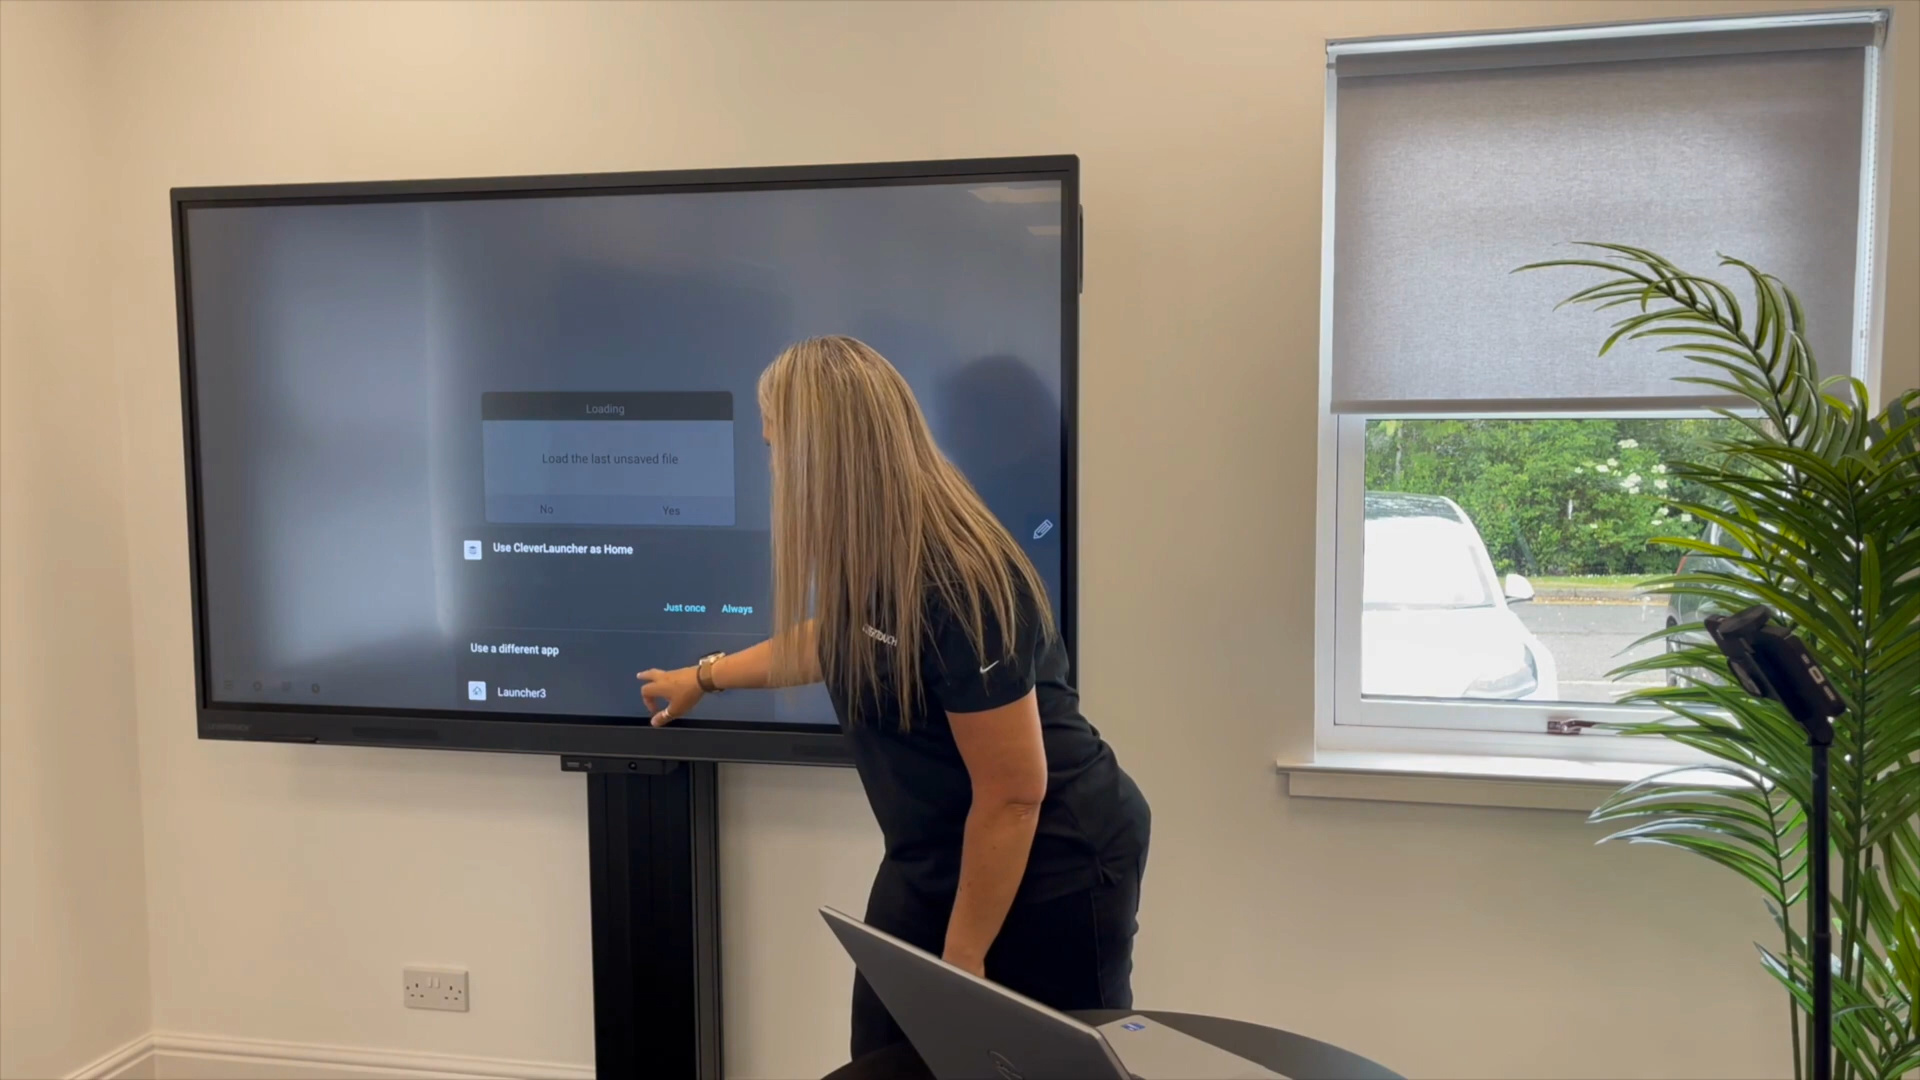 Loading
Load the last unsaved file
No Yes
Use CleverLauncher as Home
Just once Always
Use a different app
Launcher3